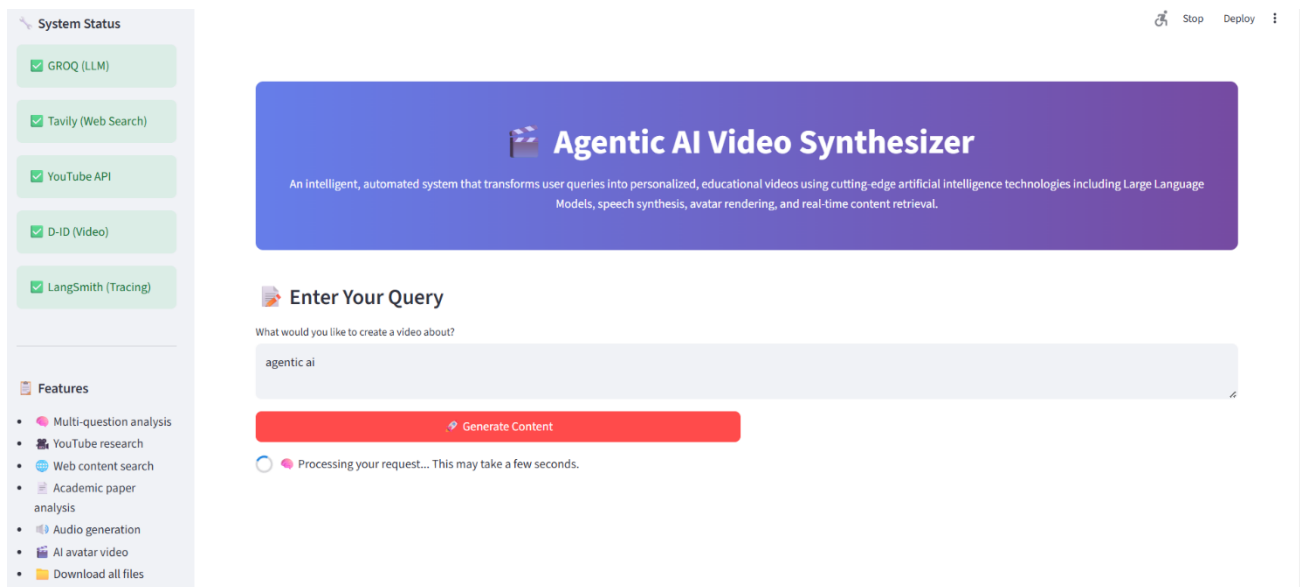 System Status
GROQ (LLM)
Tavily (Web Search)
YouTube API
D-ID (Video)
LangSmith (Tracing)
Features
Multi-question analysis
YouTube research
Web content search
Academic paper
analysis
Audio generation
AI avatar video
Download all files
Stop Deploy
Agentic AI Video Synthesizer
An intelligent, automated system that transforms user queries into personalized, educational videos using cutting-edge artificial intelligence technologies including Large Language
Models, speech synthesis, avatar rendering, and real-time content retrieval.
Enter Your Query
What would you like to create a video about?
agentic ai
Generate Content
Processing your request... This may take a few seconds.